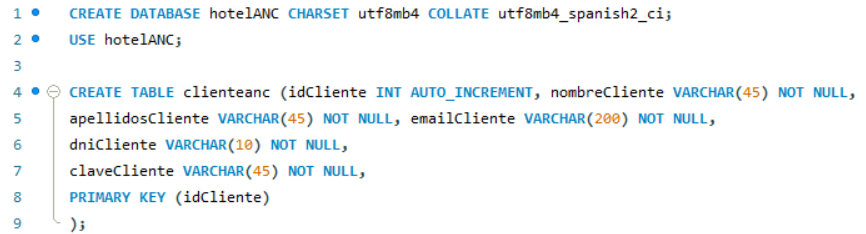 1 CREATE DATABASE hotelANC CHARSET utf8mb4 COLLATE utf8mb4_spanish2_ci;
2 USE hotelANC;
3
4 CREATE TABLE clienteanc (idCliente INT AUTO_INCREMENT, nombreCliente VARCHAR(45) NOT NULL,
5 apellidosCliente VARCHAR(45) NOT NULL, emailCliente VARCHAR(200) NOT NULL,
6 dniCliente VARCHAR(10) NOT NULL,
7 claveCliente VARCHAR(45) NOT NULL,
8 PRIMARY KEY (idCliente)
9 );